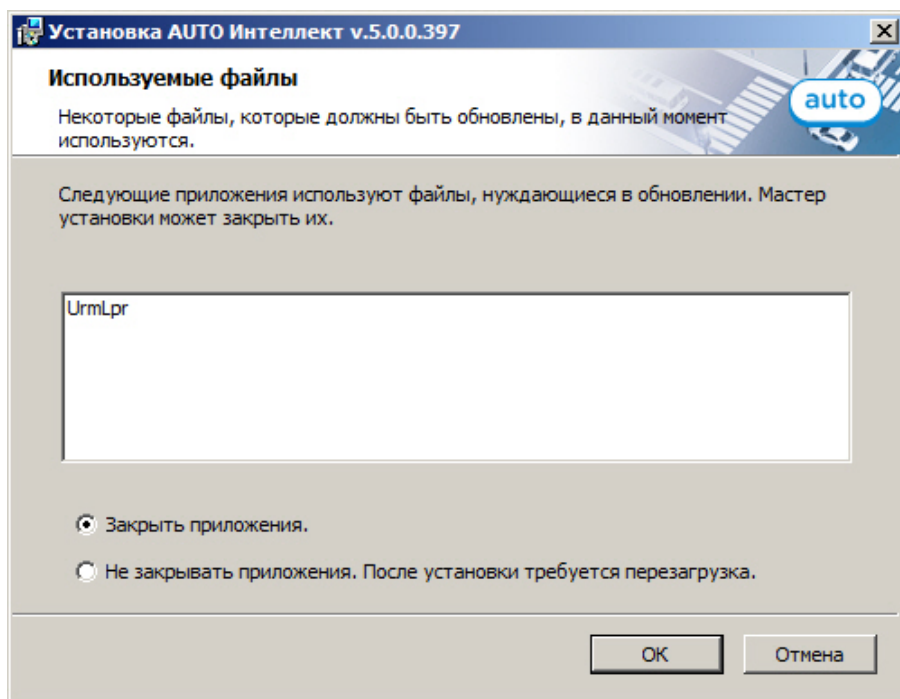 Установка AUTO Интеллект v.5.0.0.397
Используемые файлы
auto
Некоторые файлы, которые должны быть обновлены, в данный момент
используются.
Следующие приложения используют файлы, нуждающиеся в обновлении. Мастер
установки может закрыть их.
UrmLpr
Закрыть приложения.
Не закрывать приложения. После установки требуется перезагрузка.
OK
Отмена